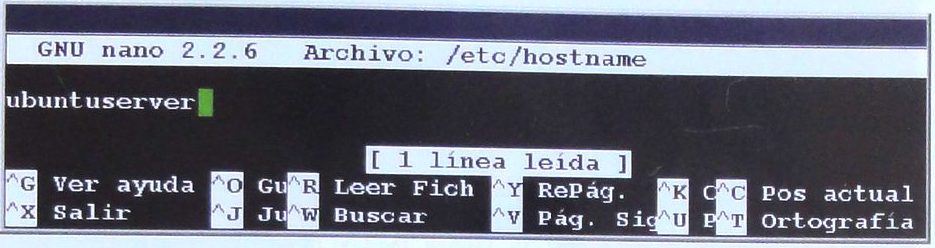 GNU nano 2.2.6 Archivo: /etc/hostname
ubuntuserver
[ 1 línea leída ]
^G Ver ayuda ^O Gu^R Leer Fich ^Y RePág. ^K C^C Pos actual
^X Salir ^J Ju^W Buscar ^V Pág. Sig^U P^T Ortografía